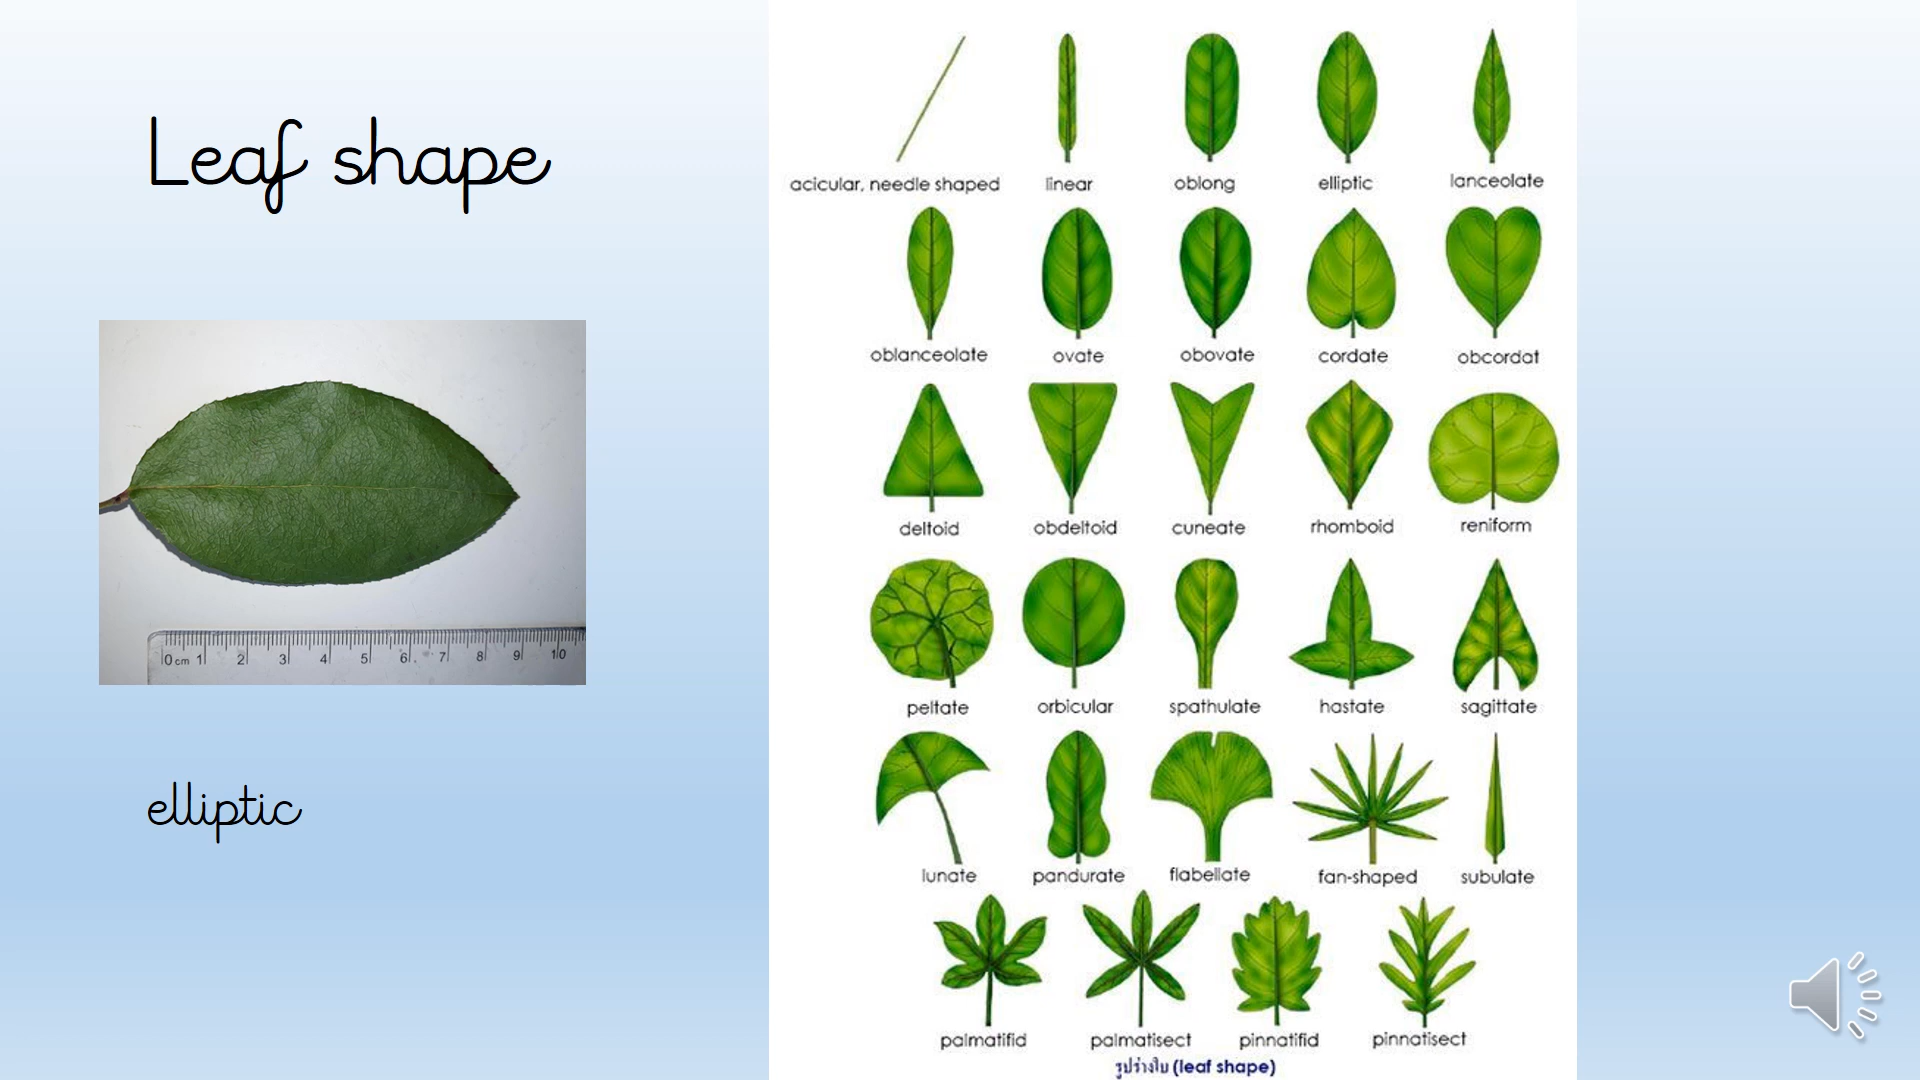 Leaf shape
0 cm 1 2 3 4 5 6 7 8 9 10
elliptic
acicular, needle shaped linear oblong elliptic lanceolate
oblanceolate ovate obovate cordate obcordat
deltoid obdeltoid cuneate rhomboid reniform
peltate orbicular spathulate hastate sagittate
lunate pandurate flabellate fan-shaped subulate
palmatifid palmatisect pinnatifid pinnatisect
รูปร่างใบ (leaf shape)